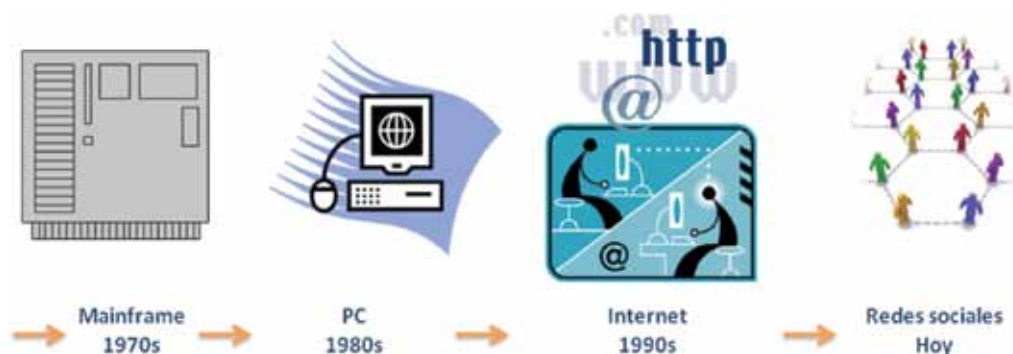 .com
http
www
@
@
Mainframe
1970s
PC
1980s
Internet
1990s
Redes sociales
Hoy